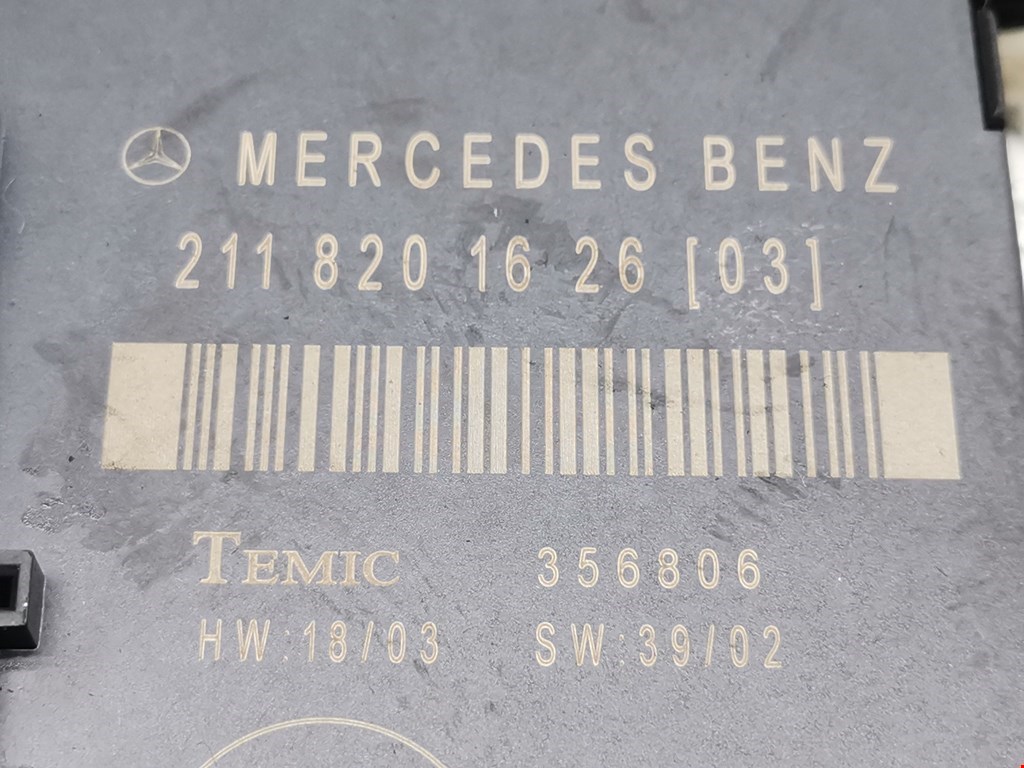 MERCEDES BENZ
211 820 16 26 [03]
TEMIC 356806
HW:18/03 SW:39/02